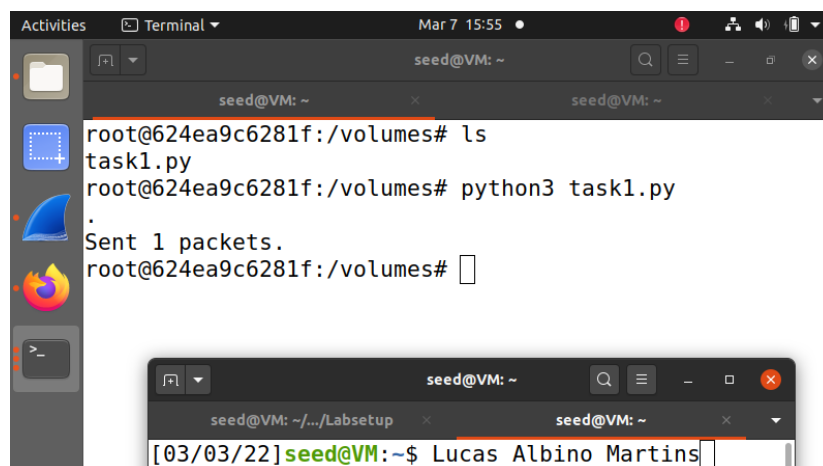 Activities Terminal Mar 7 15:55
seed@VM: ~
seed@VM: ~ seed@VM: ~
root@624ea9c6281f:/volumes# ls
task1.py
root@624ea9c6281f:/volumes# python3 task1.py
.
Sent 1 packets.
root@624ea9c6281f:/volumes#
seed@VM: ~
seed@VM: ~/.../Labsetup seed@VM: ~
[03/03/22]seed@VM:~$ Lucas Albino Martins